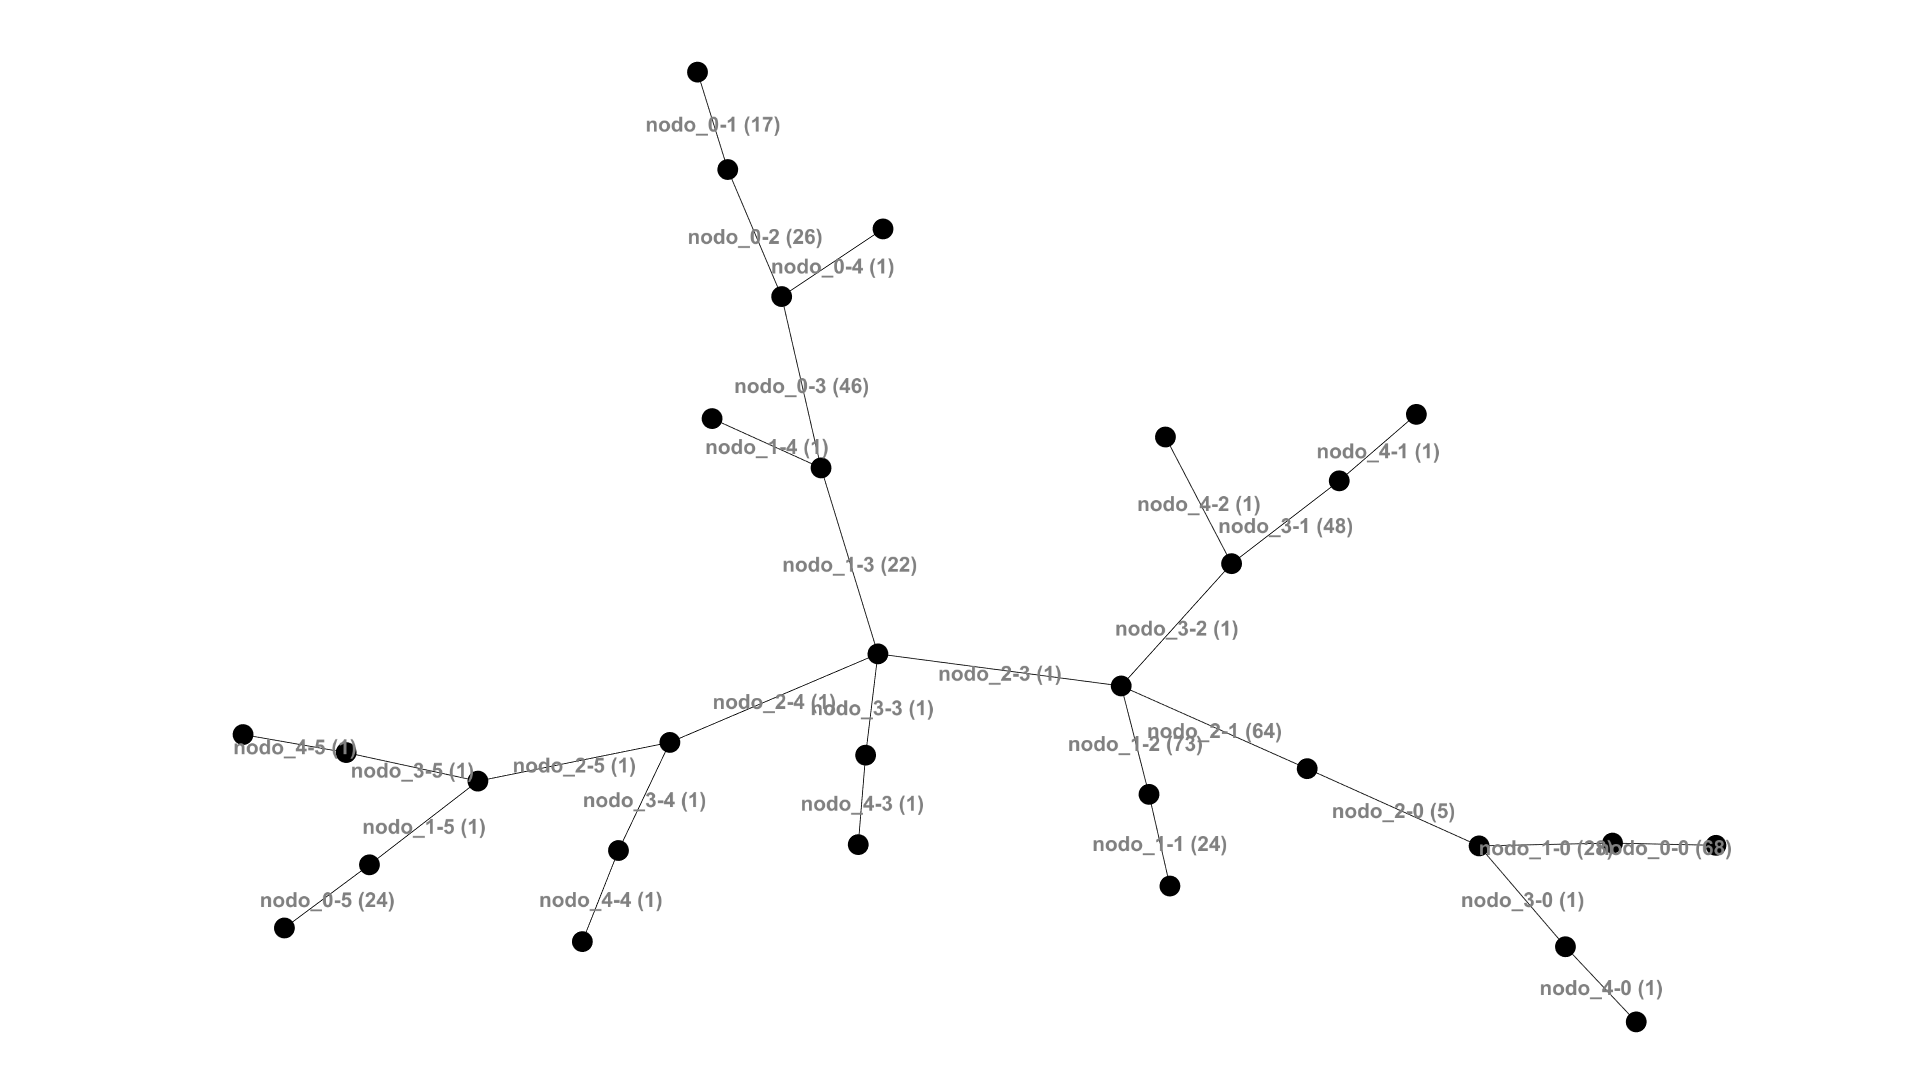 nodo_0-1 (17)
nodo_0-2 (26)
nodo_0-4 (1)
nodo_0-3 (46)
nodo_1-4 (1)
nodo_4-1 (1)
nodo_4-2 (1)
nodo_3-1 (48)
nodo_1-3 (22)
nodo_3-2 (1)
nodo_2-3 (1)
nodo_2-4 (1)
nodo_3-3 (1)
nodo_2-1 (64)
nodo_1-2 (73)
nodo_4-5 (1)
nodo_3-5 (1)
nodo_2-5 (1)
nodo_3-4 (1)
nodo_4-3 (1)
nodo_2-0 (5)
nodo_1-5 (1)
nodo_1-1 (24)
nodo_1-0
nodo_0-0 (68)
nodo_0-5 (24)
nodo_4-4 (1)
nodo_3-0 (1)
nodo_4-0 (1)